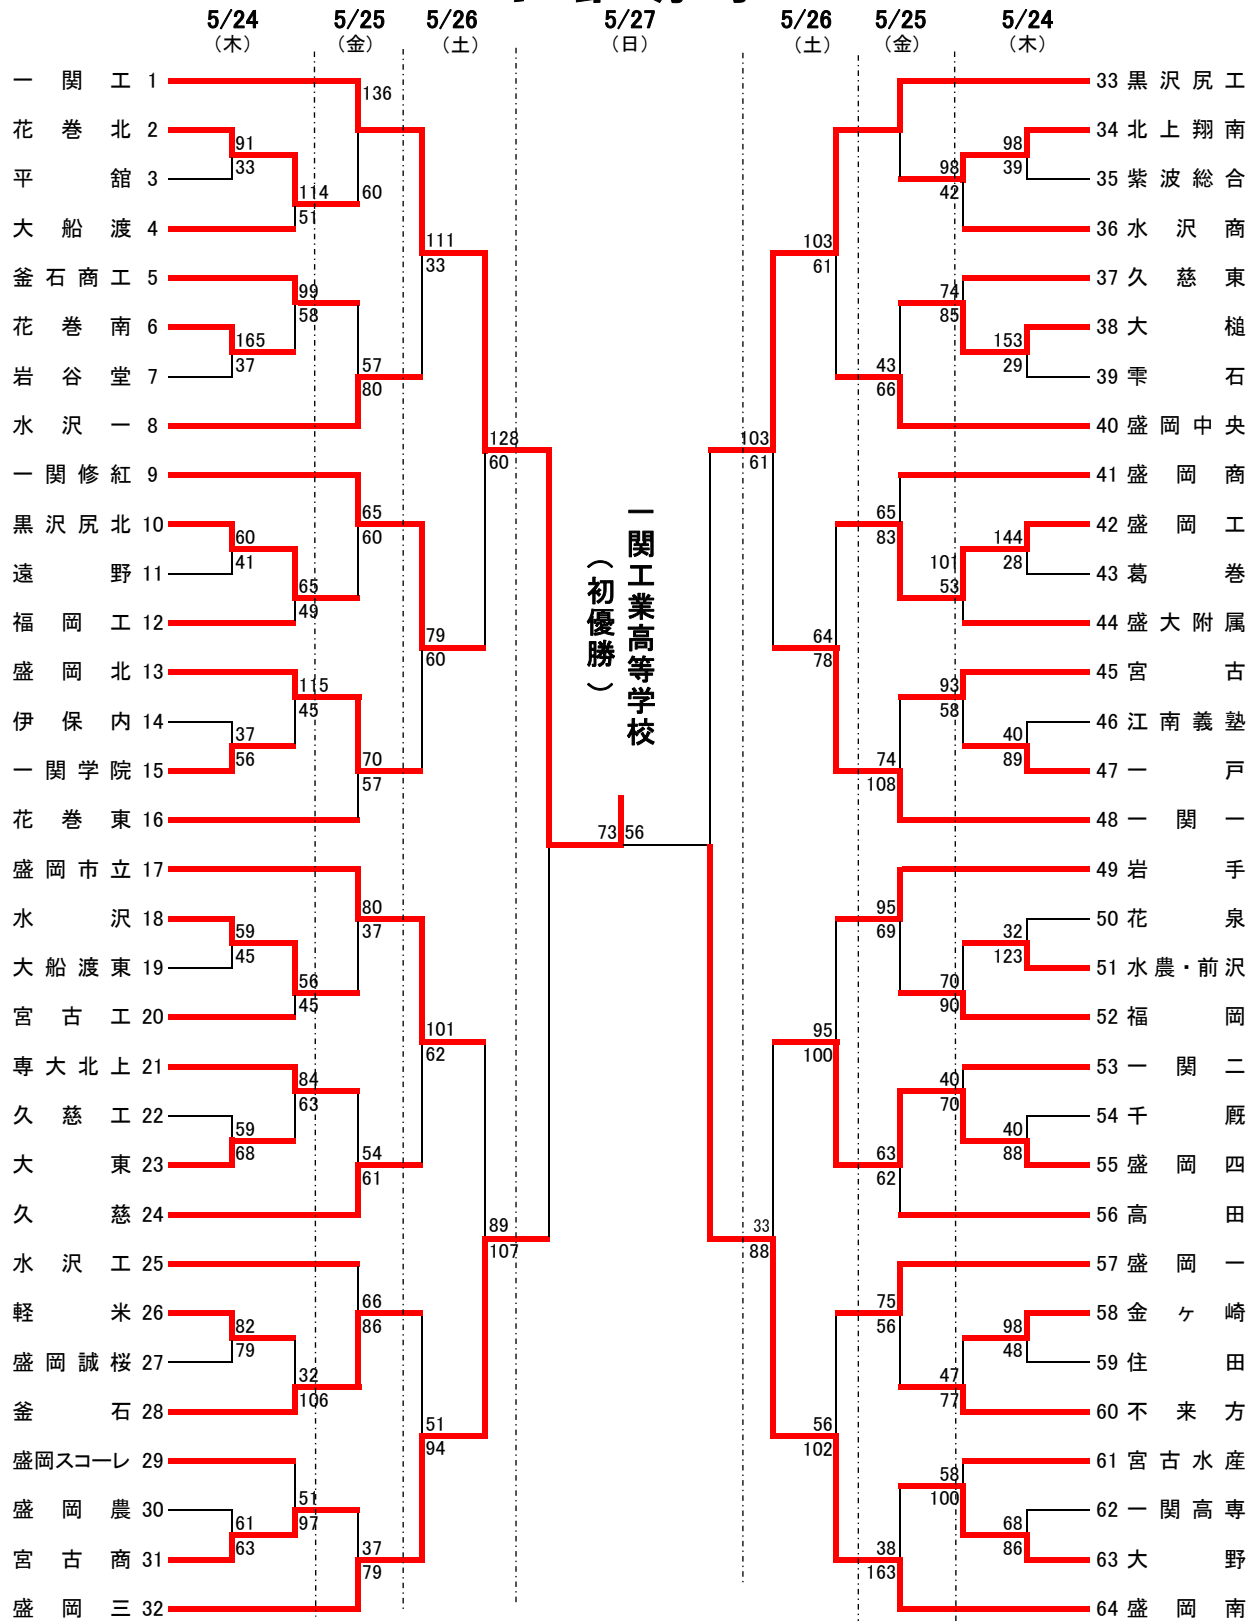 5/24 5/25 5/26 5/27 5/26 5/25 5/24
（木） （金） （土） （日） （土） （金） （木）
一関工 1
花巻北 2
平舘 3
大船渡 4
釜石商工 5
花巻南 6
岩谷堂 7
水沢一 8
一関修紅 9
黒沢尻北 10
遠野 11
福岡工 12
盛岡北 13
伊保内 14
一関学院 15
花巻東 16
盛岡市立 17
水沢 18
大船渡東 19
宮古工 20
専大北上 21
久慈工 22
大東 23
久慈 24
水沢工 25
軽米 26
盛岡誠桜 27
釜石 28
盛岡スコーレ 29
盛岡農 30
宮古商 31
盛岡三 32
91
33
165
37
60
41
37
56
59
45
59
68
82
79
61
63
114
51
99
58
65
49
115
45
56
45
84
63
32
106
51
97
136
60
57
80
65
60
70
57
80
37
54
61
66
86
37
79
111
33
79
60
101
62
51
94
128
60
89
107
一関工業高等学校
（初優勝）
73 56
103
61
33
88
103
61
64
78
95
100
56
102
43
66
65
83
74
108
95
69
63
62
75
56
38
163
98
42
74
85
101
53
93
58
70
90
40
70
47
77
58
100
98
39
153
29
144
28
40
89
32
123
40
88
98
48
68
86
33 黒沢尻工
34 北上翔南
35 紫波総合
36 水沢商
37 久慈東
38 大槌
39 雫石
40 盛岡中央
41 盛岡商
42 盛岡工
43 葛巻
44 盛大附属
45 宮古
46 江南義塾
47 一戸
48 一関一
49 岩手
50 花泉
51 水農・前沢
52 福岡
53 一関二
54 千厩
55 盛岡四
56 高田
57 盛岡一
58 金ヶ崎
59 住田
60 不来方
61 宮古水産
62 一関高専
63 大野
64 盛岡南